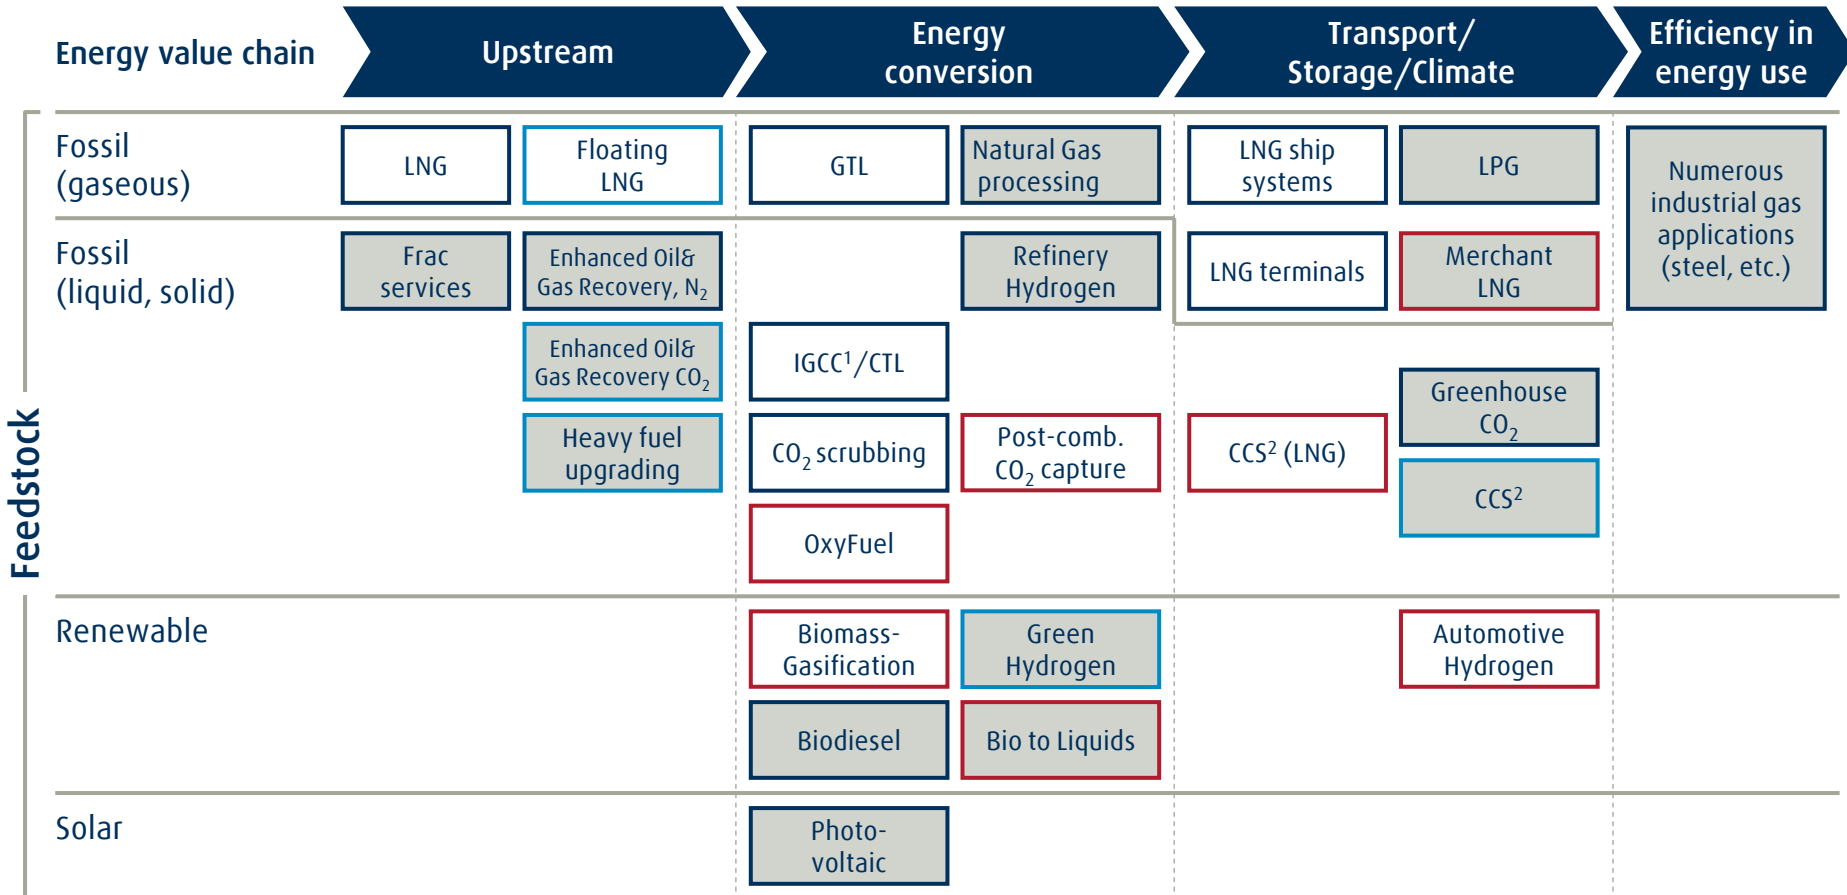 Energy value chain
Upstream
Energy
conversion
Transport/
Storage/Climate
Efficiency in
energy use
Feedstock
Fossil
(gaseous)
LNG
Floating
LNG
GTL
Natural Gas
processing
LNG ship
systems
LPG
Numerous
industrial gas
applications
(steel, etc.)
Fossil
(liquid, solid)
Frac
services
Enhanced Oil&
Gas Recovery, N₂
Refinery
Hydrogen
LNG terminals
Merchant
LNG
Enhanced Oil&
Gas Recovery CO₂
IGCC¹/CTL
Greenhouse
CO₂
Heavy fuel
upgrading
CO₂ scrubbing
Post-comb.
CO₂ capture
CCS² (LNG)
CCS²
OxyFuel
Renewable
Biomass-
Gasification
Green
Hydrogen
Automotive
Hydrogen
Biodiesel
Bio to Liquids
Solar
Photo-
voltaic